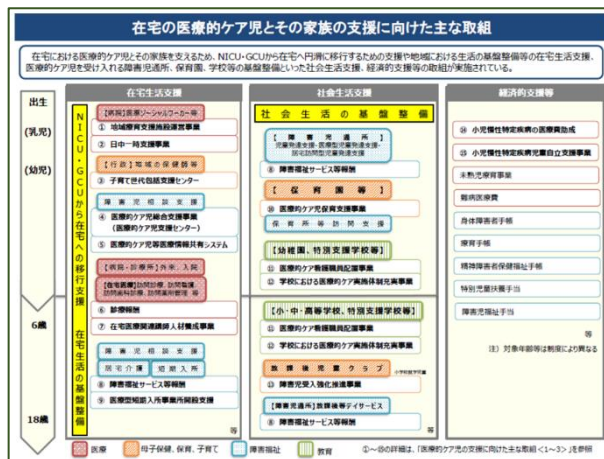 在宅の医療的ケア児とその家族の支援に向けた主な取組
在宅における医療的ケア児とその家族を支えるため、NICU・GCUから在宅へ円滑に移行するための支援や地域における生活の基盤整備等の在宅生活支援、
医療的ケア児を受け入れる障害児通所、保育園、学校等の基盤整備といった社会生活支援、経済的支援等の取組が実施されている。
出生
(乳児)
(幼児)
6歳
18歳
在宅生活支援
NICU・GCUから在宅への移行支援
在宅生活の基盤整備
【病院】医療ソーシャルワーカー等
① 地域療育支援施設運営事業
② 日中一時支援事業
【行政】地域の保健師等
③ 子育て世代包括支援センター
障害児相談支援
④ 医療的ケア児総合支援事業
(医療的ケア児支援センター)
⑤ 医療的ケア児等医療情報共有システム
【病院・診療所】外来、入院
【在宅医療】訪問診療、訪問看護、
訪問歯科診療、訪問薬剤管理 等
⑥ 診療報酬
⑦ 在宅医療関連講師人材養成事業
障害児相談支援
居宅介護
短期入所
⑧ 障害福祉サービス等報酬
⑨ 医療型短期入所事業所開設支援
等
社会生活支援
社会生活の基盤整備
【障害児通所】
児童発達支援・医療型児童発達支援・
居宅訪問型児童発達支援
⑧ 障害福祉サービス等報酬
【保育園等】
⑩ 医療的ケア児保育支援事業
保育所等訪問支援
【幼稚園、特別支援学校等】
⑪ 医療的ケア看護職員配置事業
⑫ 学校における医療的ケア実施体制充実事業
【小・中・高等学校、特別支援学校等】
⑪ 医療的ケア看護職員配置事業
⑫ 学校における医療的ケア実施体制充実事業
放課後児童クラブ
⑬ 障害児受入強化推進事業
【障害児通所】放課後等デイサービス
⑧ 障害福祉サービス等報酬
等
経済的支援等
⑭ 小児慢性特定疾病の医療費助成
⑮ 小児慢性特定疾病児童自立支援事業
未熟児療育事業
難病医療費
身体障害者手帳
療育手帳
精神障害者保健福祉手帳
特別児童扶養手当
障害児福祉手当
等
注) 対象年齢等は制度により異なる
医療
母子保健、保育、子育て
障害福祉
教育
①~⑮の詳細は、「医療的ケア児の支援に向けた主な取組<1~3>」を参照